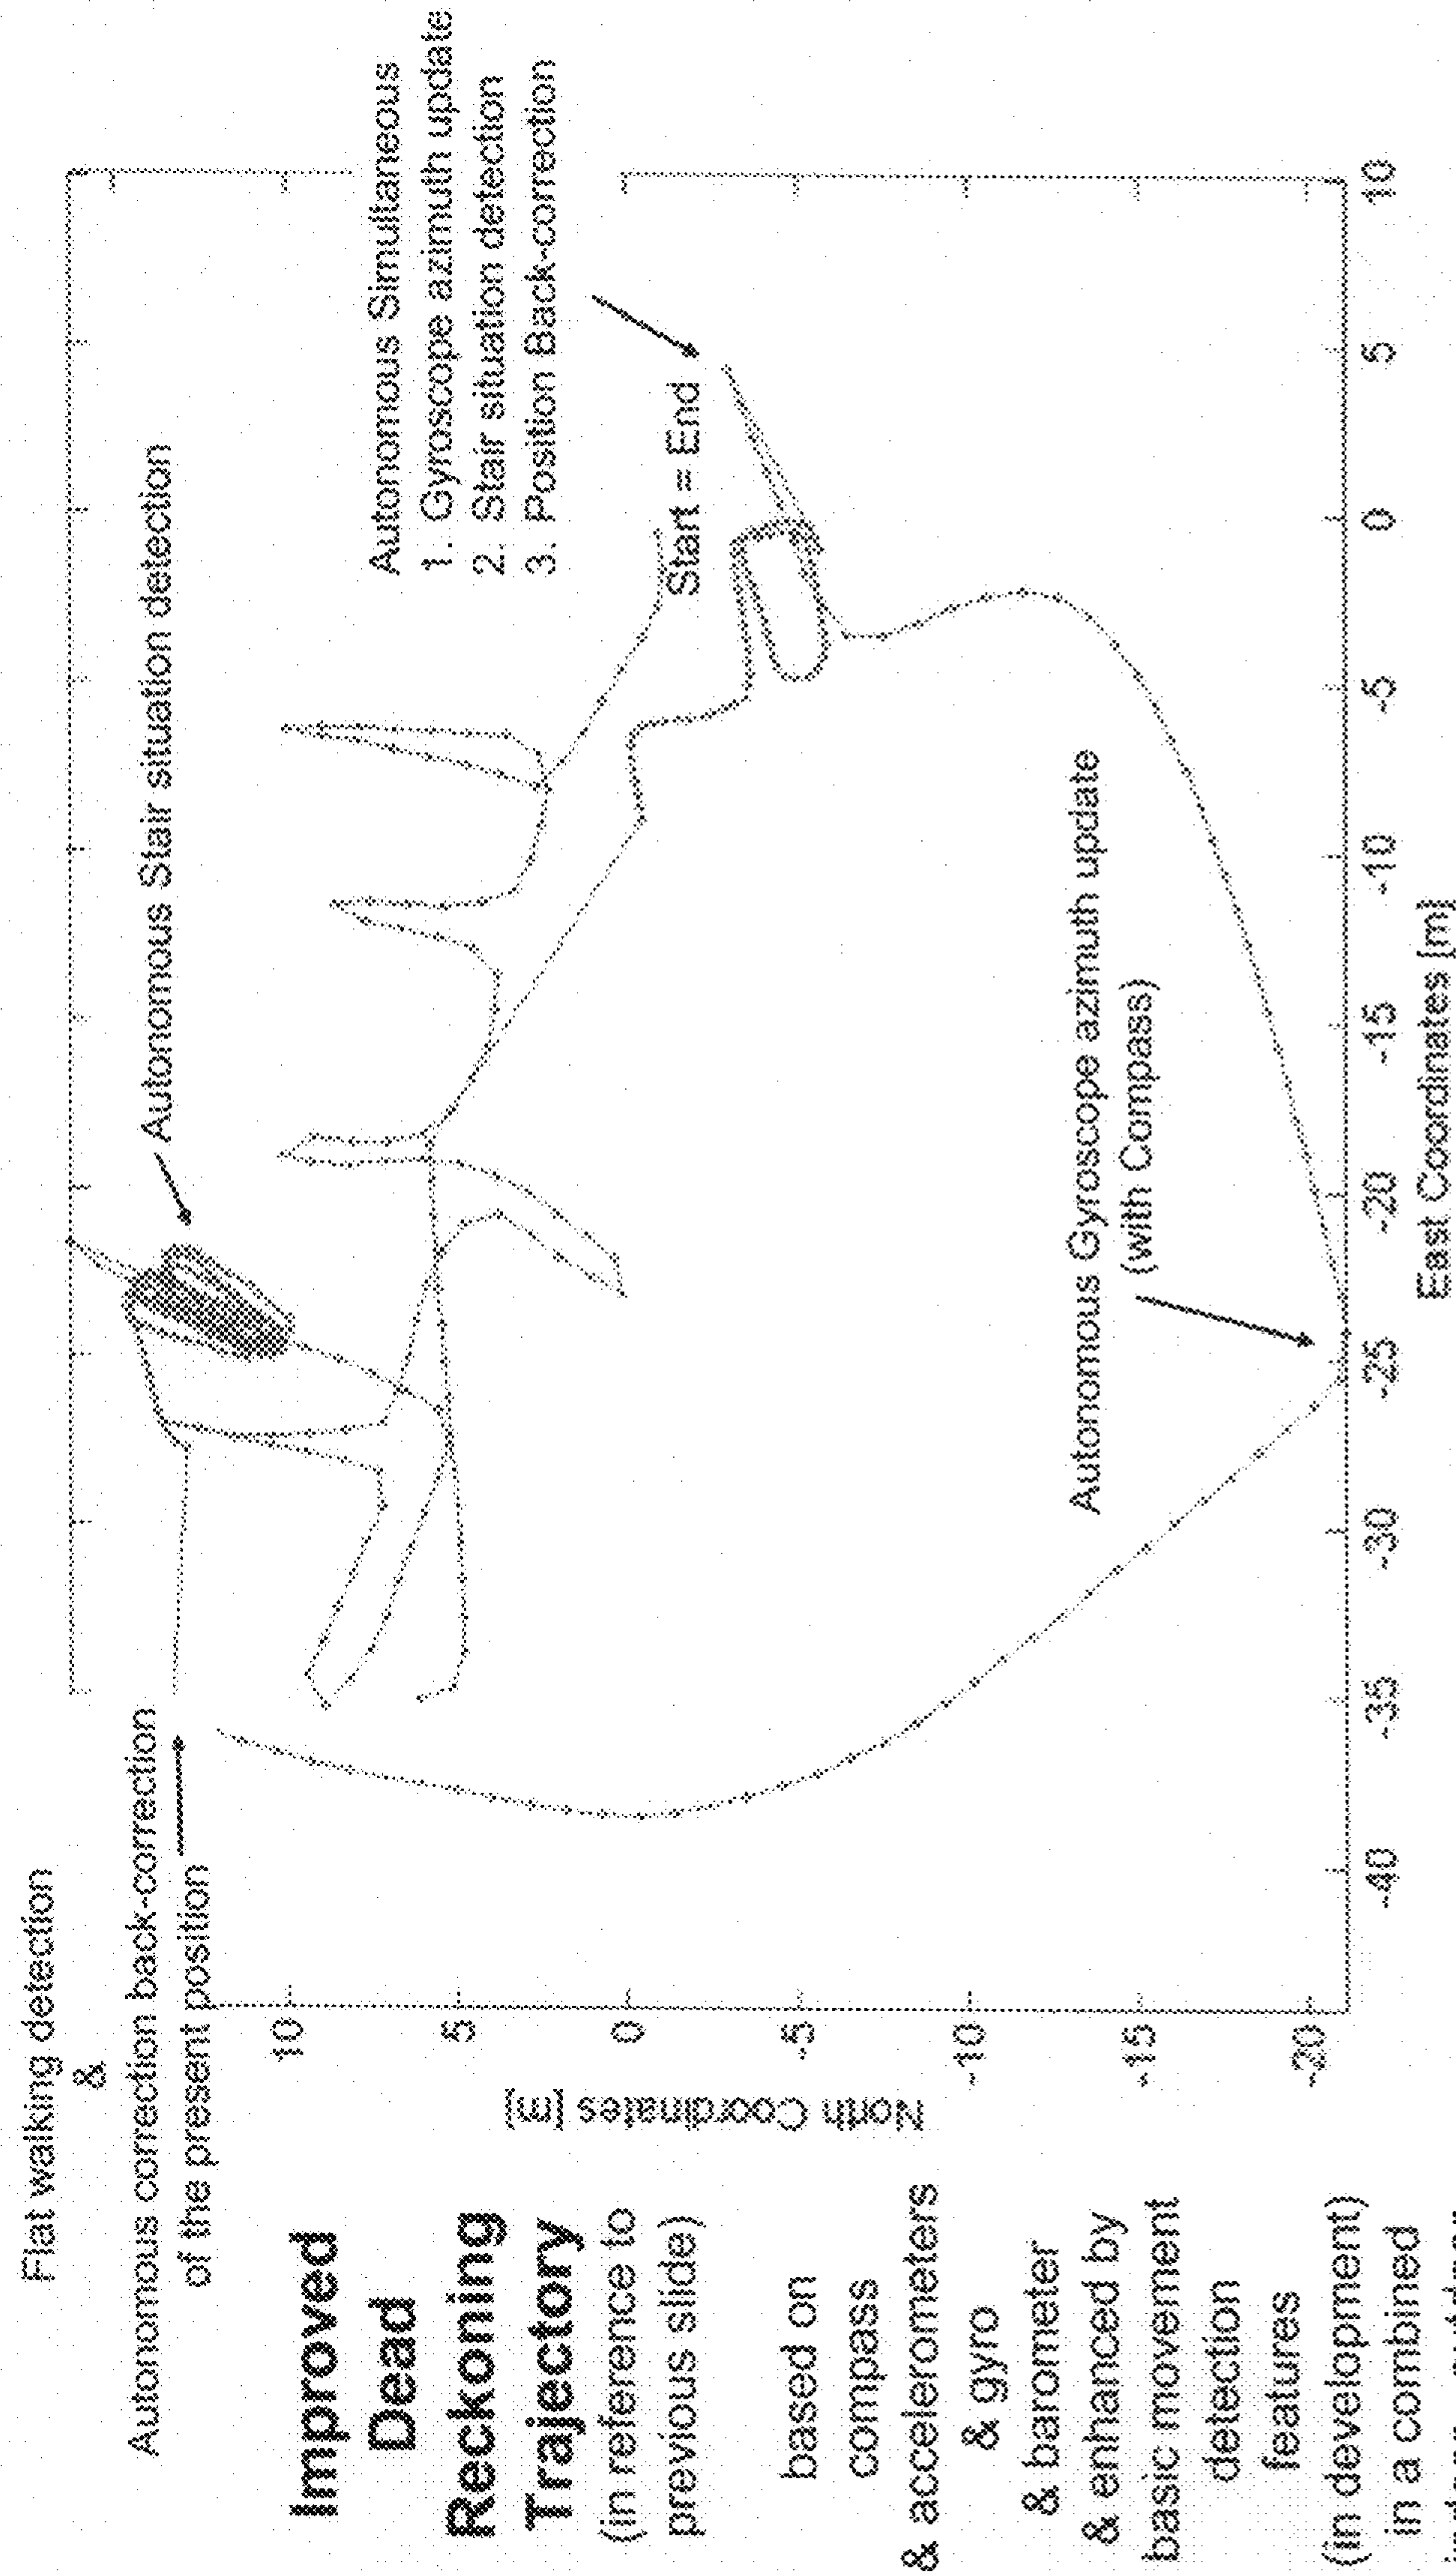 Flat walking detection
&
Autonomous correction back-correction
of the present position
Improved
Dead
Reckoning
Trajectory
(in reference to
previous slide)
based on
compass
& accelerometers
& gyro
& barometer
& enhanced by
basic movement
detection
features
(in development)
in a combined
Autonomous Stair situation detection
Autonomous Simultaneous
1. Gyroscope azimuth update
2. Stair situation detection
3. Position Back-correction
Start = End
Autonomous Gyroscope azimuth update
(with Compass)
North Coordinates [m]
10
5
0
-5
-10
-15
-20
-40
-35
-30
-25
-20
-15
-10
-5
0
5
10
East Coordinates [m]